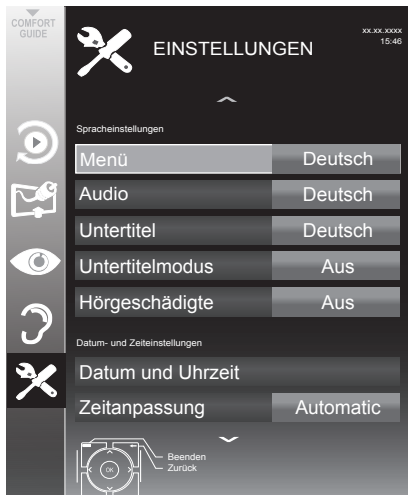 COMFORT
GUIDE
EINSTELLUNGEN
xx.xx.xxxx
15:46
Spracheinstellungen
Menü Deutsch
Audio Deutsch
Untertitel Deutsch
Untertitelmodus Aus
Hörgeschädigte Aus
Datum- und Zeiteinstellungen
Datum und Uhrzeit
Zeitanpassung Automatic
OK
Beenden
Zurück